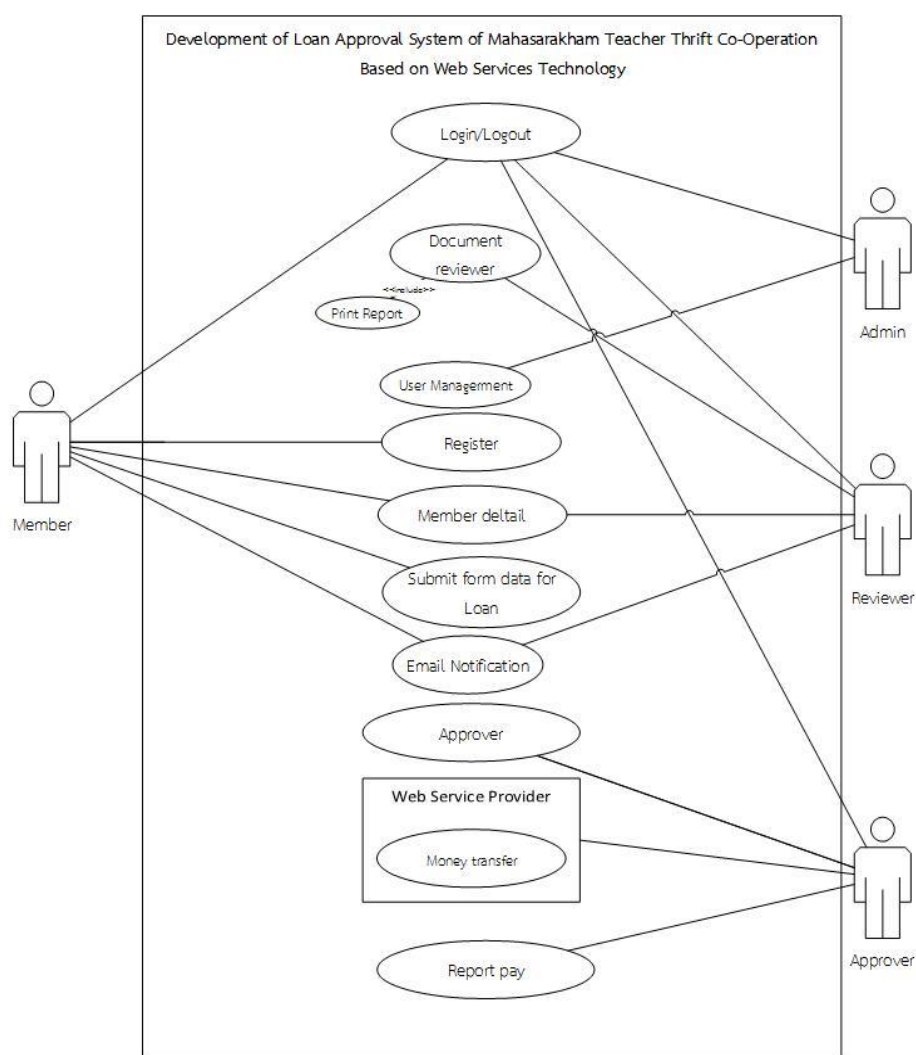 Development of Loan Approval System of Mahasarakham Teacher Thrift Co-Operation
Based on Web Services Technology
Login/Logout
Document
reviewer
<<include>>
Print Report
Admin
User Management
Register
Member
Member deltail
Submit form data for
Loan
Reviewer
Email Notification
Approver
Web Service Provider
Money transfer
Report pay
Approver